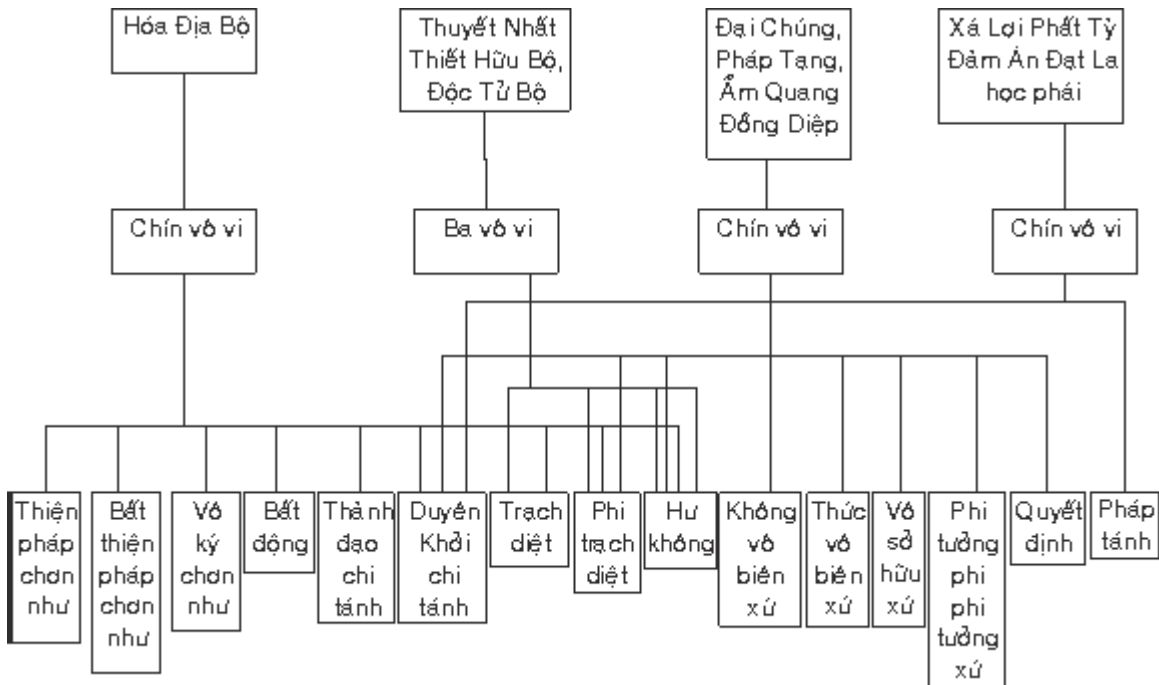 Hóa Địa Bộ
Thuyết Nhất
Thiết Hữu Bộ,
Độc Tử Bộ
Đại Chúng,
Pháp Tạng,
Ẩm Quang
Đồng Diệp
Xá Lợi Phất Tỳ
Đàm Án Đạt La
học phái
Chín vô vi
Ba vô vi
Chín vô vi
Chín vô vi
Thiện
pháp
chơn
như
Bất
thiện
pháp
chơn
như
Vô
ký
chơn
như
Bất
động
Thành
đạo
chi
tánh
Duyên
Khởi
chi
tánh
Trạch
diệt
Phi
trạch
diệt
Hư
không
Không
vô
biên
xứ
Thức
vô
biên
xứ
Vô
sở
hữu
xứ
Phi
tưởng
phi
phi
tưởng
xứ
Quyết
định
Pháp
tánh